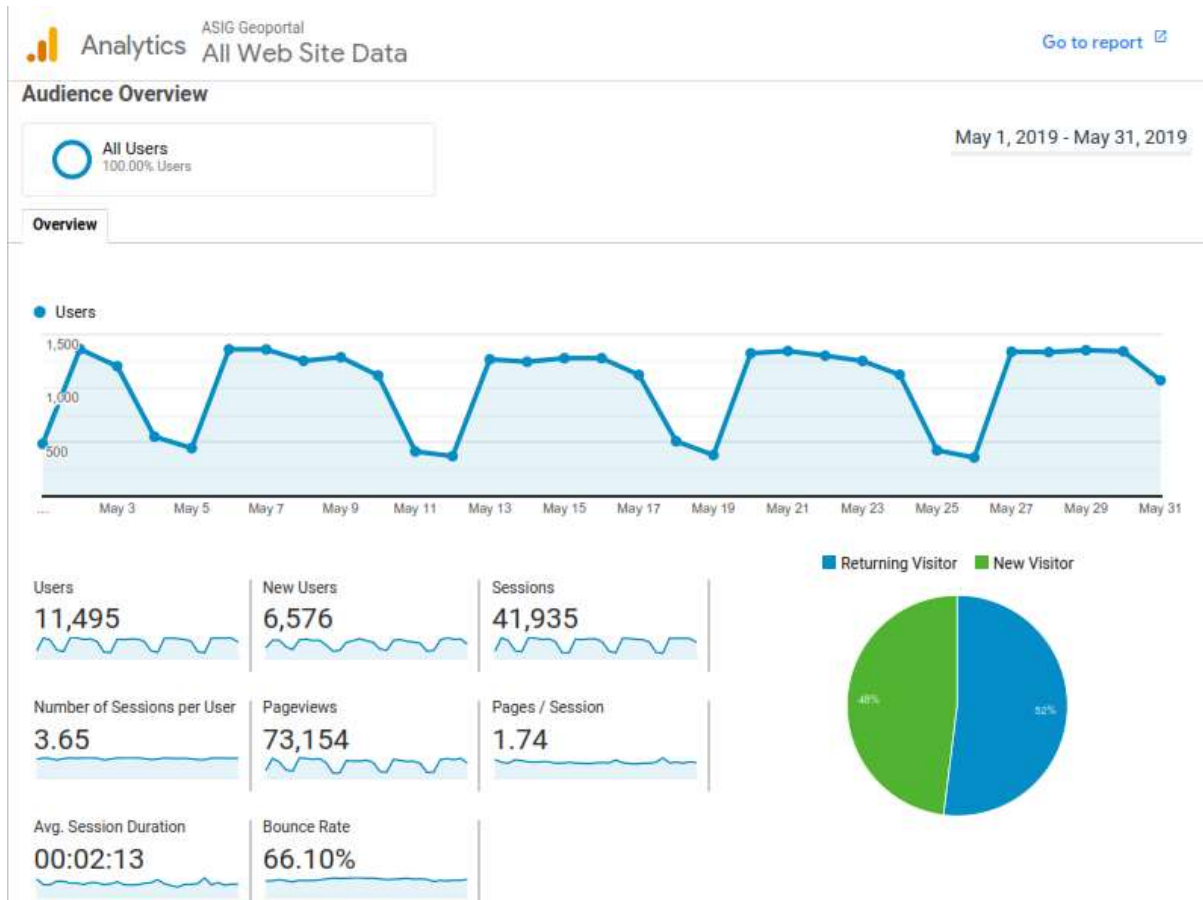 Analytics
ASIG Geoportal
All Web Site Data
Go to report
Audience Overview
All Users
100.00% Users
May 1, 2019 - May 31, 2019
Overview
Users
1,500
1,000
500
... May 3 May 5 May 7 May 9 May 11 May 13 May 15 May 17 May 19 May 21 May 23 May 25 May 27 May 29 May 31
Returning Visitor New Visitor
48% 52%
Users
11,495
New Users
6,576
Sessions
41,935
Number of Sessions per User
3.65
Pageviews
73,154
Pages / Session
1.74
Avg. Session Duration
00:02:13
Bounce Rate
66.10%